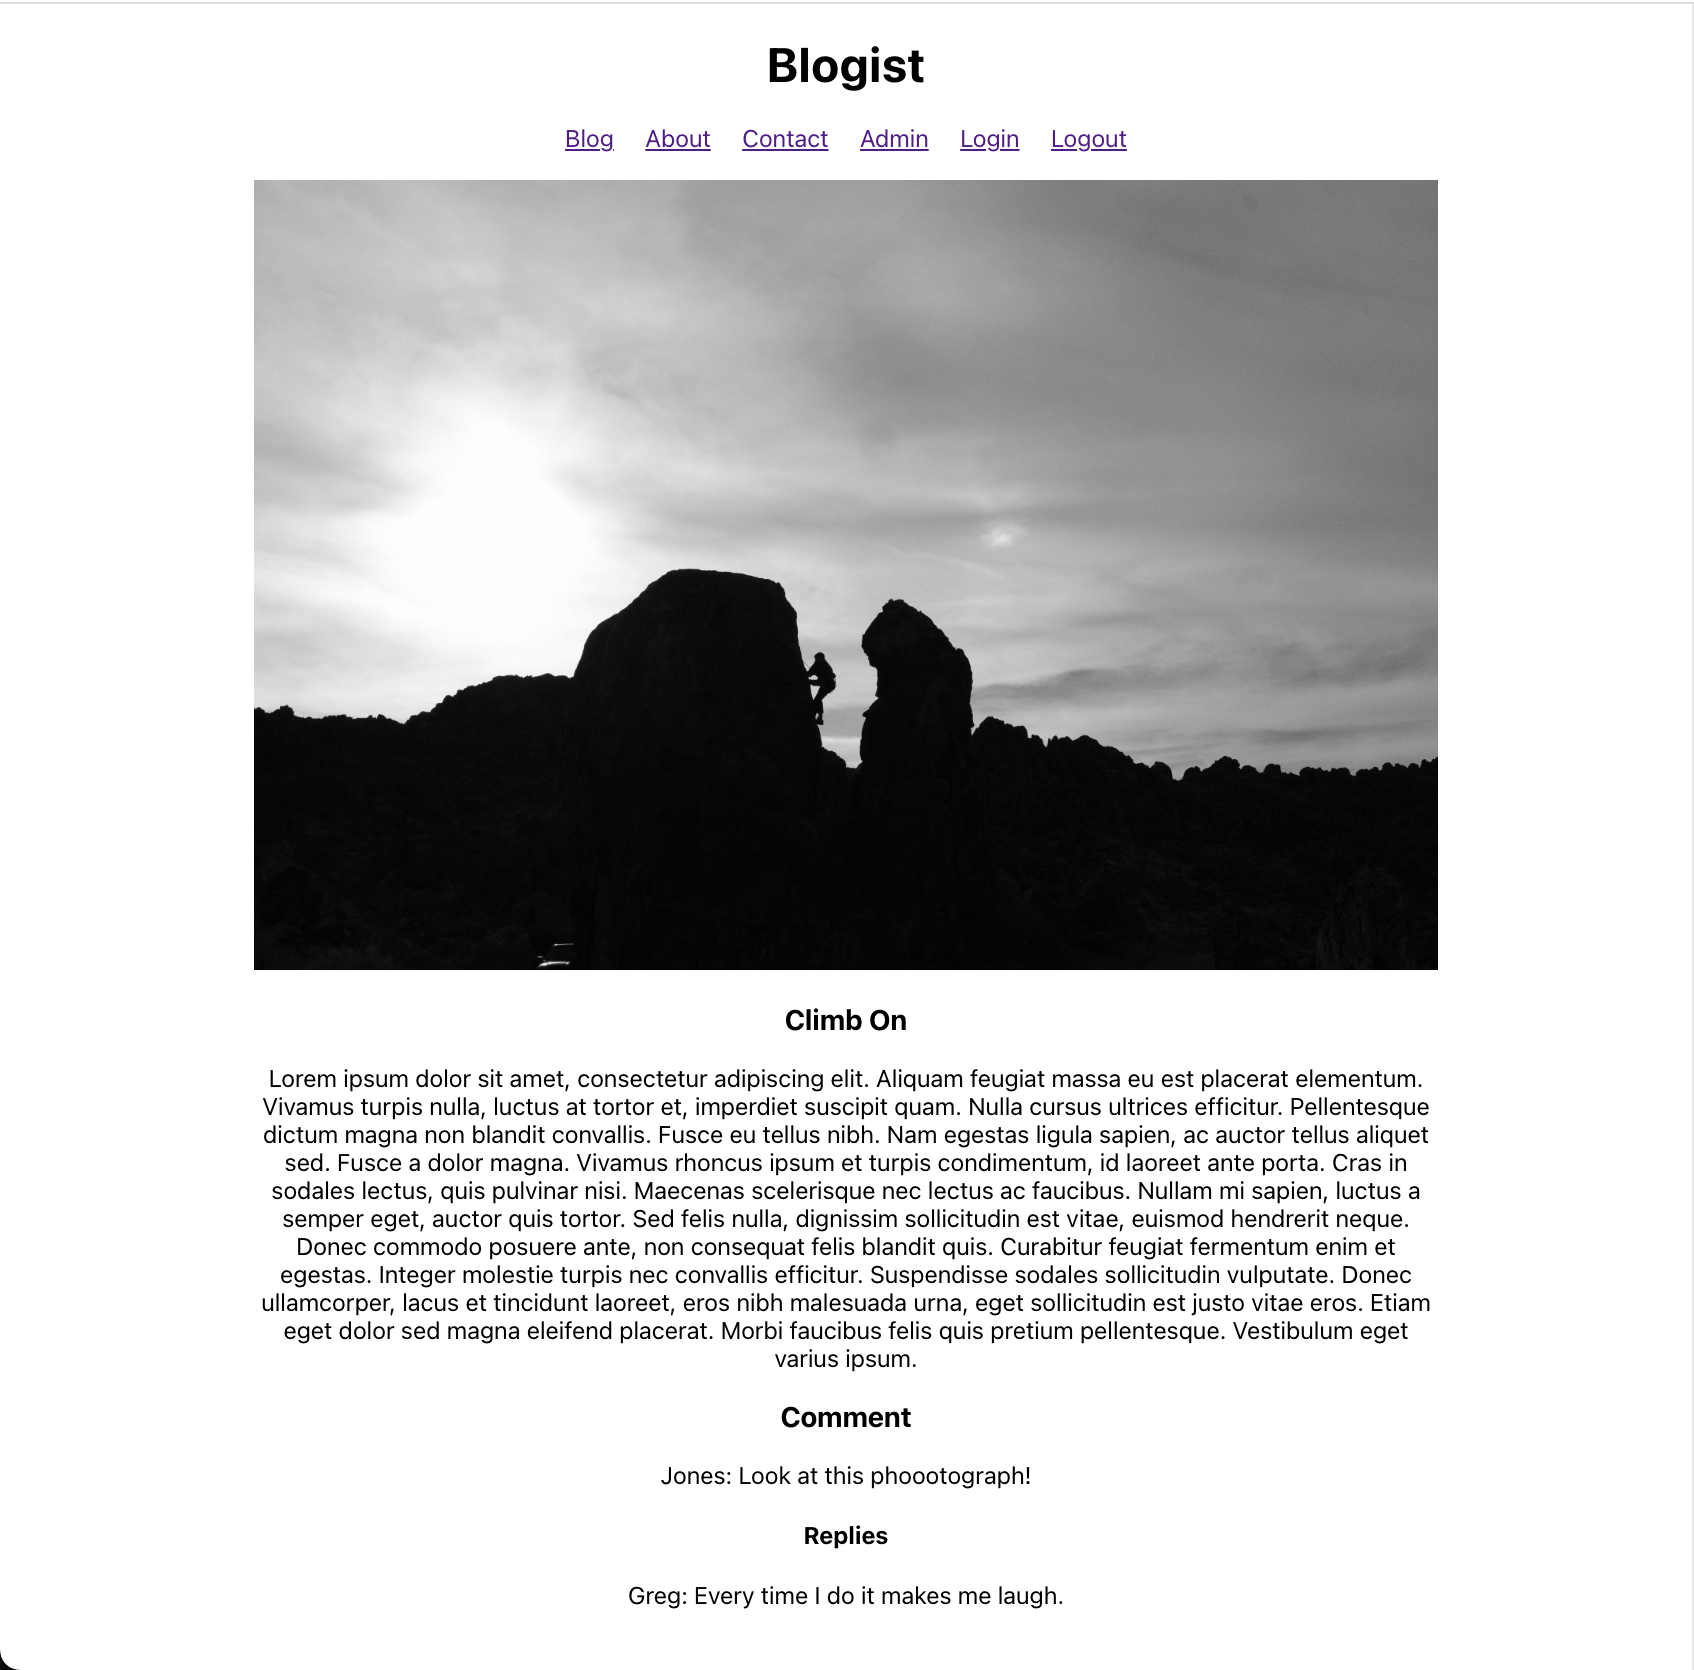 Blogist
Blog About Contact Admin Login Logout
Climb On
Lorem ipsum dolor sit amet, consectetur adipiscing elit. Aliquam feugiat massa eu est placerat elementum.
Vivamus turpis nulla, luctus at tortor et, imperdiet suscipit quam. Nulla cursus ultrices efficitur. Pellentesque
dictum magna non blandit convallis. Fusce eu tellus nibh. Nam egestas ligula sapien, ac auctor tellus aliquet
sed. Fusce a dolor magna. Vivamus rhoncus ipsum et turpis condimentum, id laoreet ante porta. Cras in
sodales lectus, quis pulvinar nisi. Maecenas scelerisque nec lectus ac faucibus. Nullam mi sapien, luctus a
semper eget, auctor quis tortor. Sed felis nulla, dignissim sollicitudin est vitae, euismod hendrerit neque.
Donec commodo posuere ante, non consequat felis blandit quis. Curabitur feugiat fermentum enim et
egestas. Integer molestie turpis nec convallis efficitur. Suspendisse sodales sollicitudin vulputate. Donec
ullamcorper, lacus et tincidunt laoreet, eros nibh malesuada urna, eget sollicitudin est justo vitae eros. Etiam
eget dolor sed magna eleifend placerat. Morbi faucibus felis quis pretium pellentesque. Vestibulum eget
varius ipsum.
Comment
Jones: Look at this phoootograph!
Replies
Greg: Every time I do it makes me laugh.